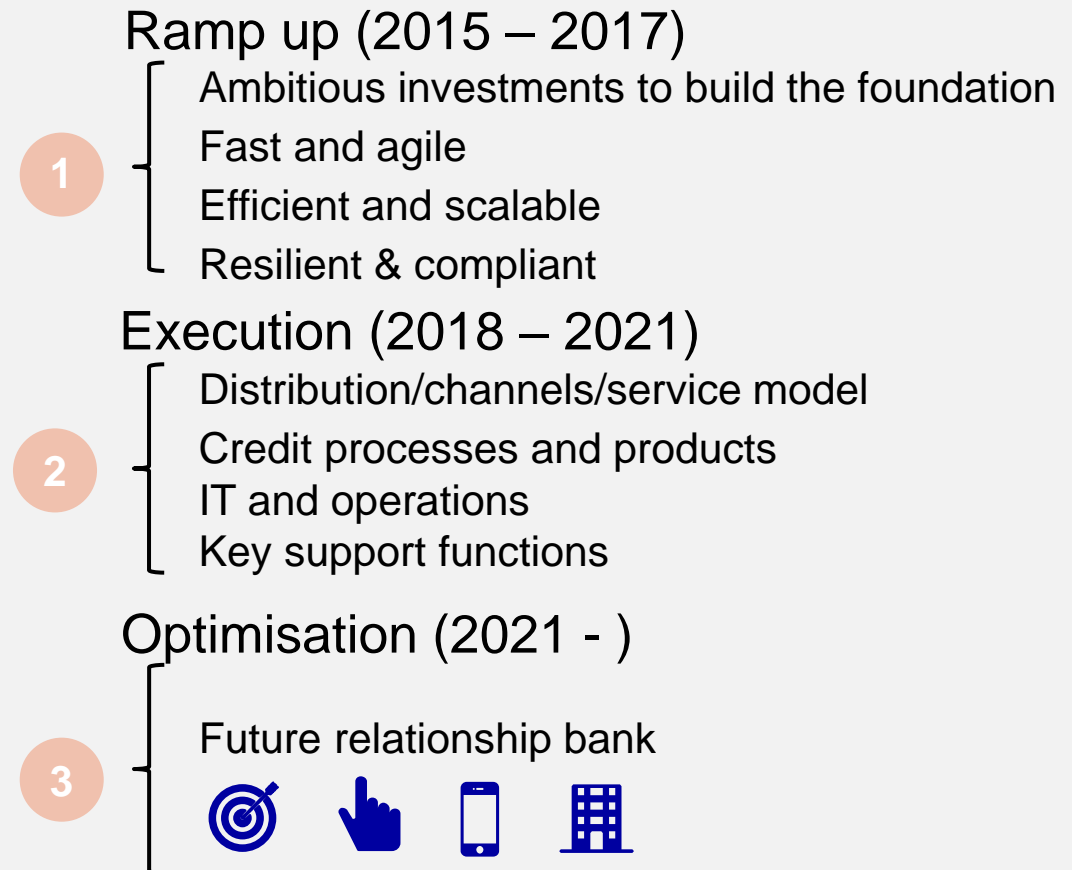 Ramp up (2015 – 2017)
Ambitious investments to build the foundation
Fast and agile
1
Efficient and scalable
Resilient & compliant
Execution (2018 – 2021)
Distribution/channels/service model
Credit processes and products
2
IT and operations
Key support functions
Optimisation (2021 - )
Future relationship bank
3